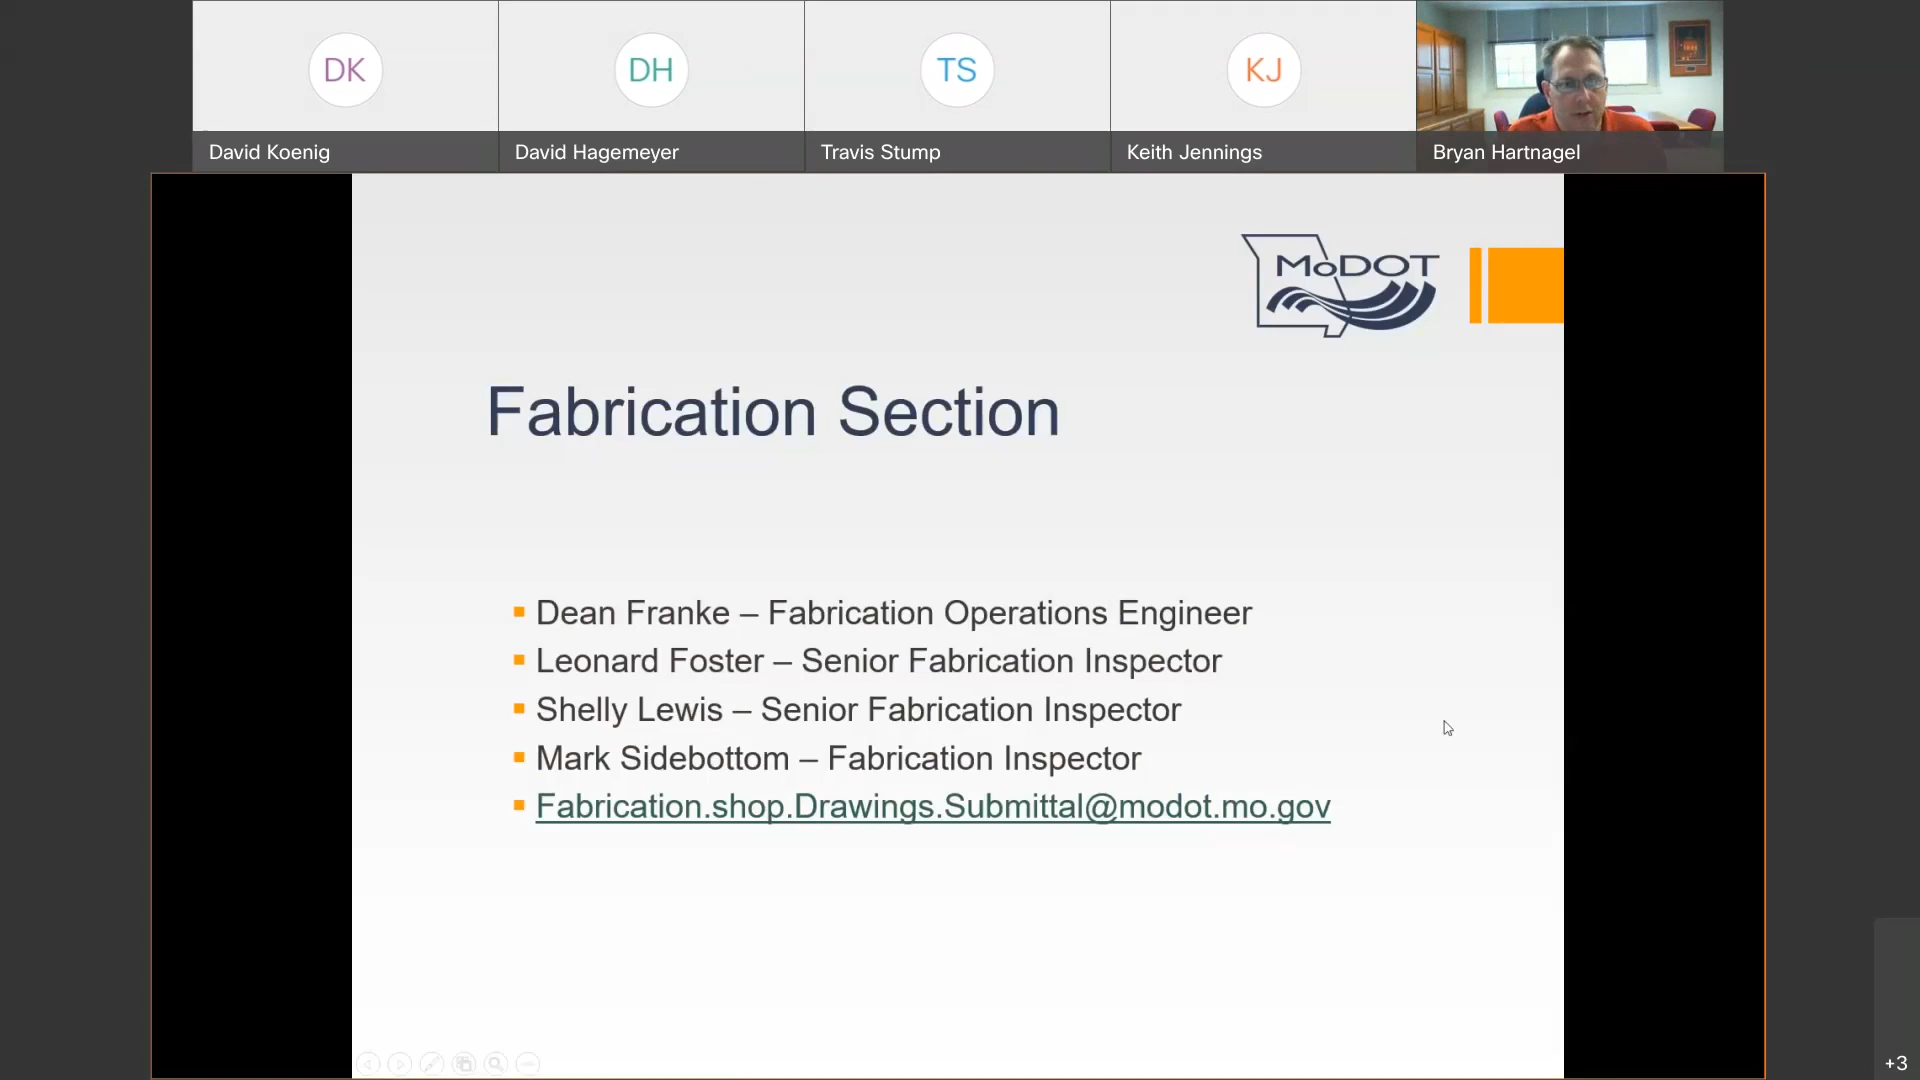 DK
DH
TS
KJ
David Koenig
David Hagemeyer
Travis Stump
Keith Jennings
Bryan Hartnagel
MoDOT
Fabrication Section
Dean Franke – Fabrication Operations Engineer
Leonard Foster – Senior Fabrication Inspector
Shelly Lewis – Senior Fabrication Inspector
Mark Sidebottom – Fabrication Inspector
Fabrication.shop.Drawings.Submittal@modot.mo.gov
+3